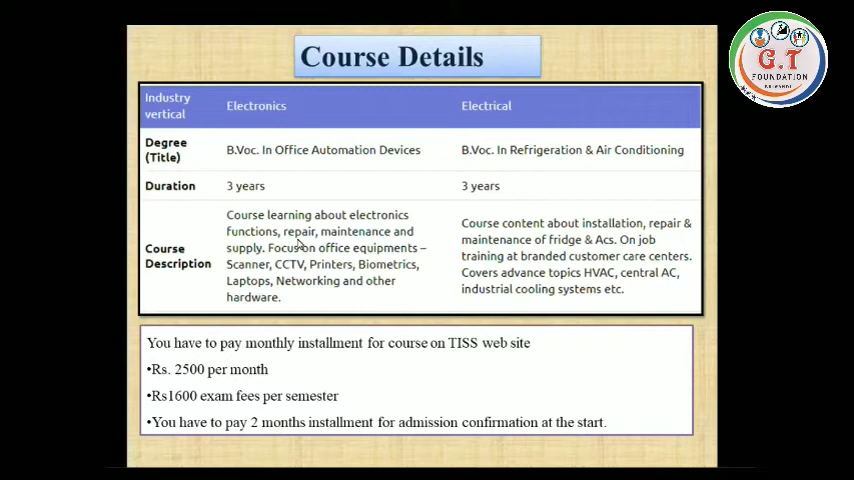 Course Details
G.T
FOUNDATION
Industry vertical
Electronics
Electrical
Degree (Title)
B.Voc. In Office Automation Devices
B.Voc. In Refrigeration & Air Conditioning
Duration
3 years
3 years
Course Description
Course learning about electronics
functions, repair, maintenance and
supply. Focus on office equipments –
Scanner, CCTV, Printers, Biometrics,
Laptops, Networking and other
hardware.
Course content about installation, repair &
maintenance of fridge & Acs. On job
training at branded customer care centers.
Covers advance topics HVAC, central AC,
industrial cooling systems etc.
You have to pay monthly installment for course on TISS web site
•Rs. 2500 per month
•Rs1600 exam fees per semester
•You have to pay 2 months installment for admission confirmation at the start.